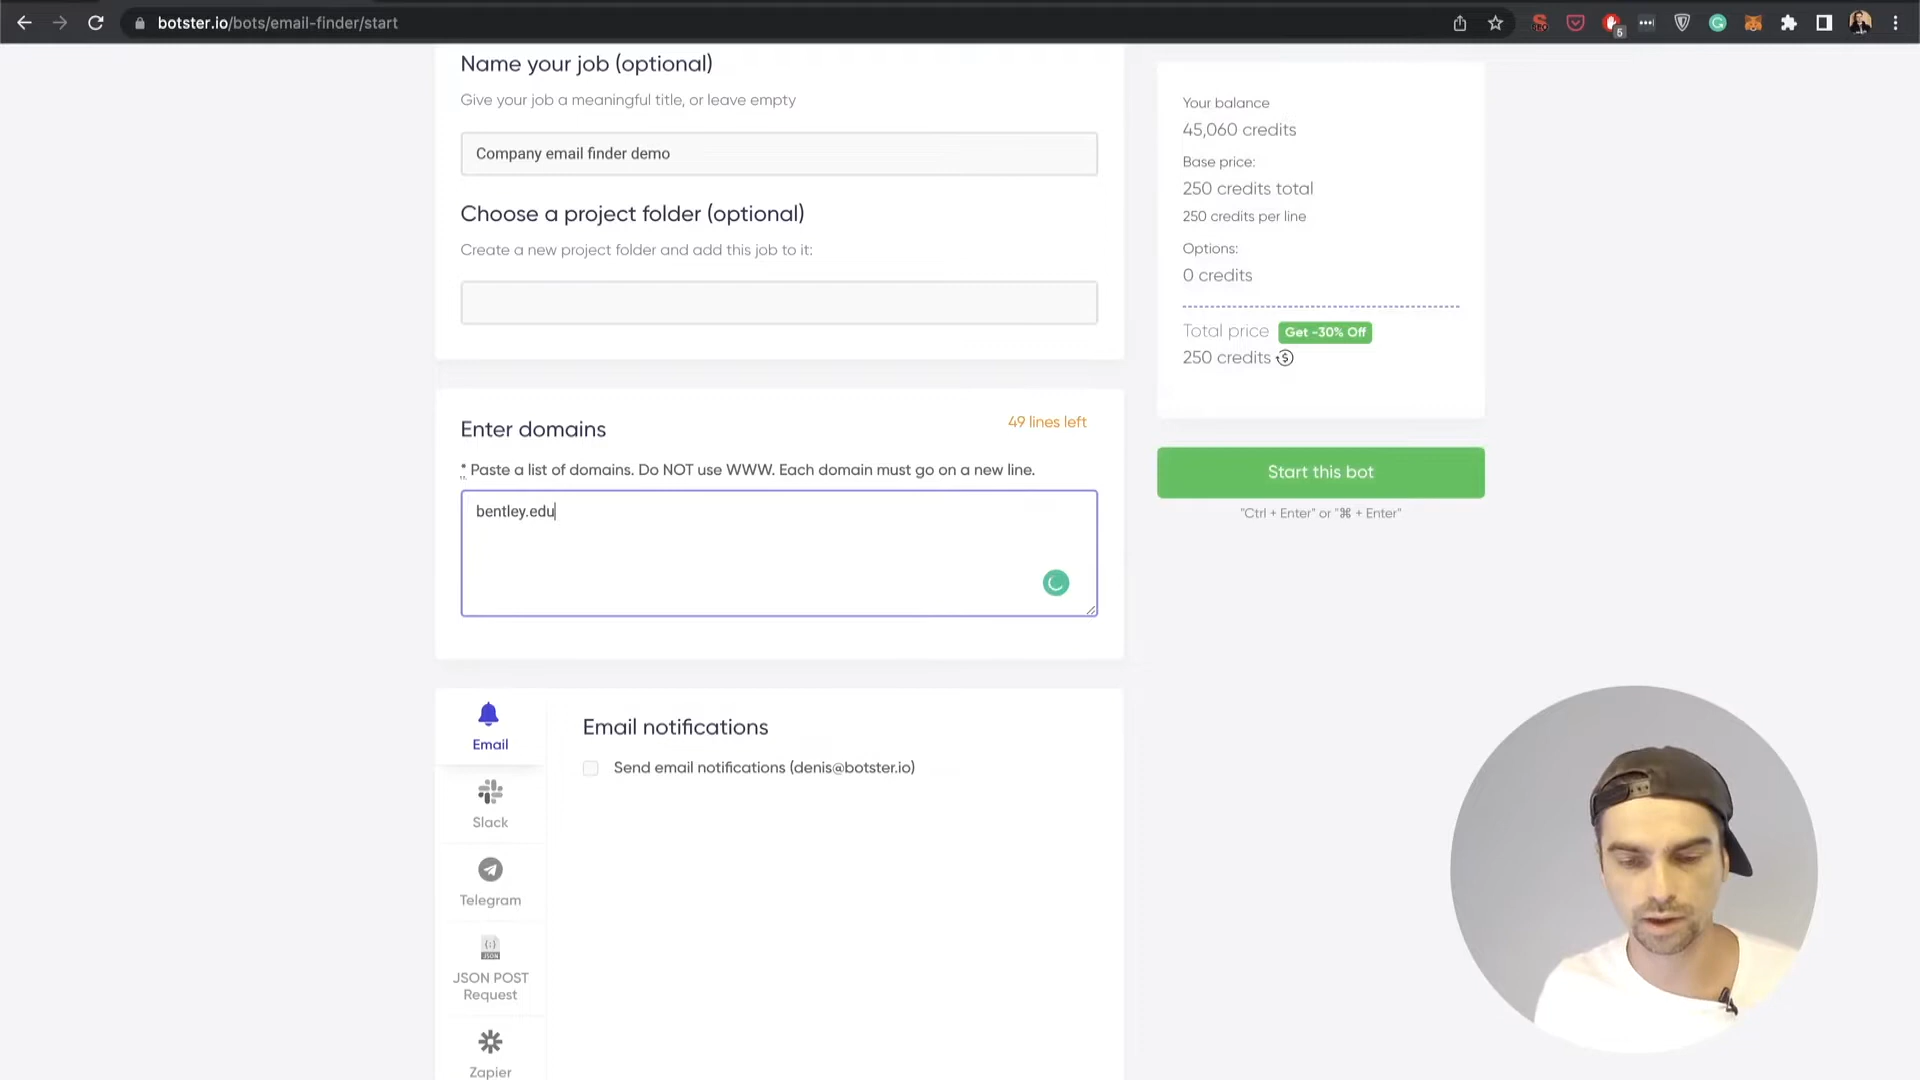 botster.io/bots/email-finder/start
5
Name your job (optional)
Give your job a meaningful title, or leave empty
Company email finder demo
Choose a project folder (optional)
Create a new project folder and add this job to it:
Your balance
45,060 credits
Base price:
250 credits total
250 credits per line
Options:
0 credits
Total price Get -30% Off
250 credits
Enter domains
49 lines left
* Paste a list of domains. Do NOT use WWW. Each domain must go on a new line.
bentley.edu
Start this bot
"Ctrl + Enter" or "⌘ + Enter"
Email
Slack
Telegram
JSON POST
Request
Zapier
Email notifications
Send email notifications (denis@botster.io)